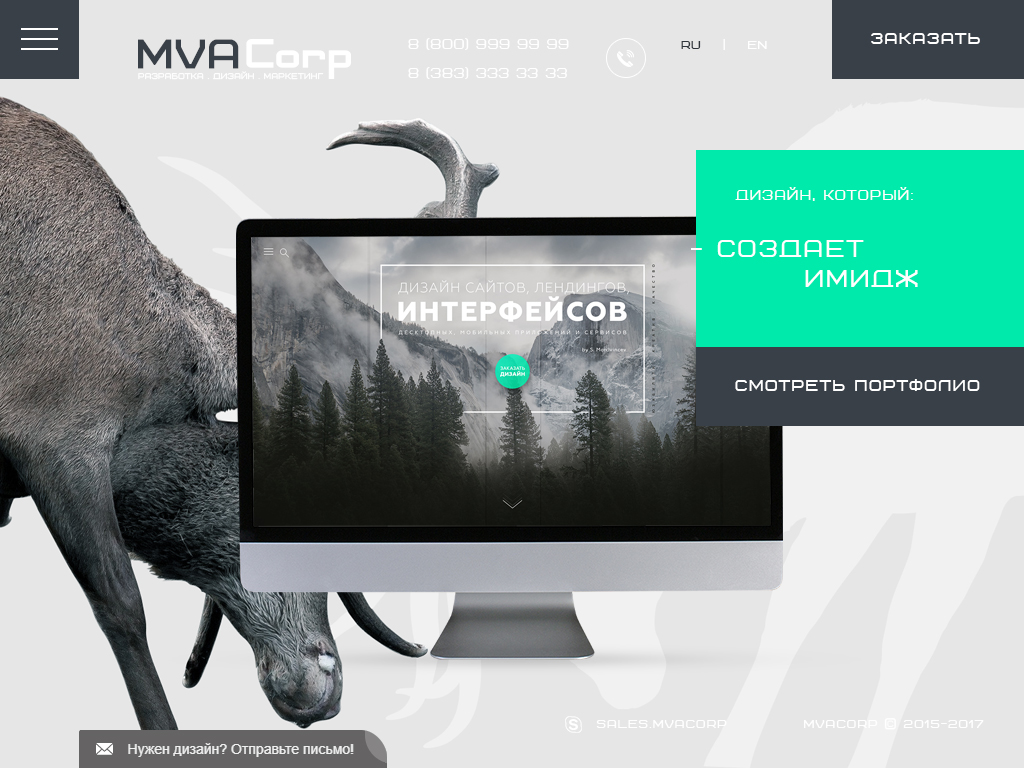 MVA Corp
РАЗРАБОТКА . ДИЗАЙН . МАРКЕТИНГ
8 (800) 999 99 99
8 (383) 333 33 33
RU | EN
ЗАКАЗАТЬ
ДИЗАЙН, КОТОРЫЙ:
- СОЗДАЕТ
ИМИДЖ
СМОТРЕТЬ ПОРТФОЛИО
ДИЗАЙН САЙТОВ, ЛЕНДИНГОВ,
ИНТЕРФЕЙСОВ
ДЕСКТОПНЫХ, МОБИЛЬНЫХ ПРИЛОЖЕНИЙ И СЕРВИСОВ
ЗАКАЗАТЬ
ДИЗАЙН
SALES.MVACORP
MVACORP © 2015-2017
Нужен дизайн? Отправьте письмо!